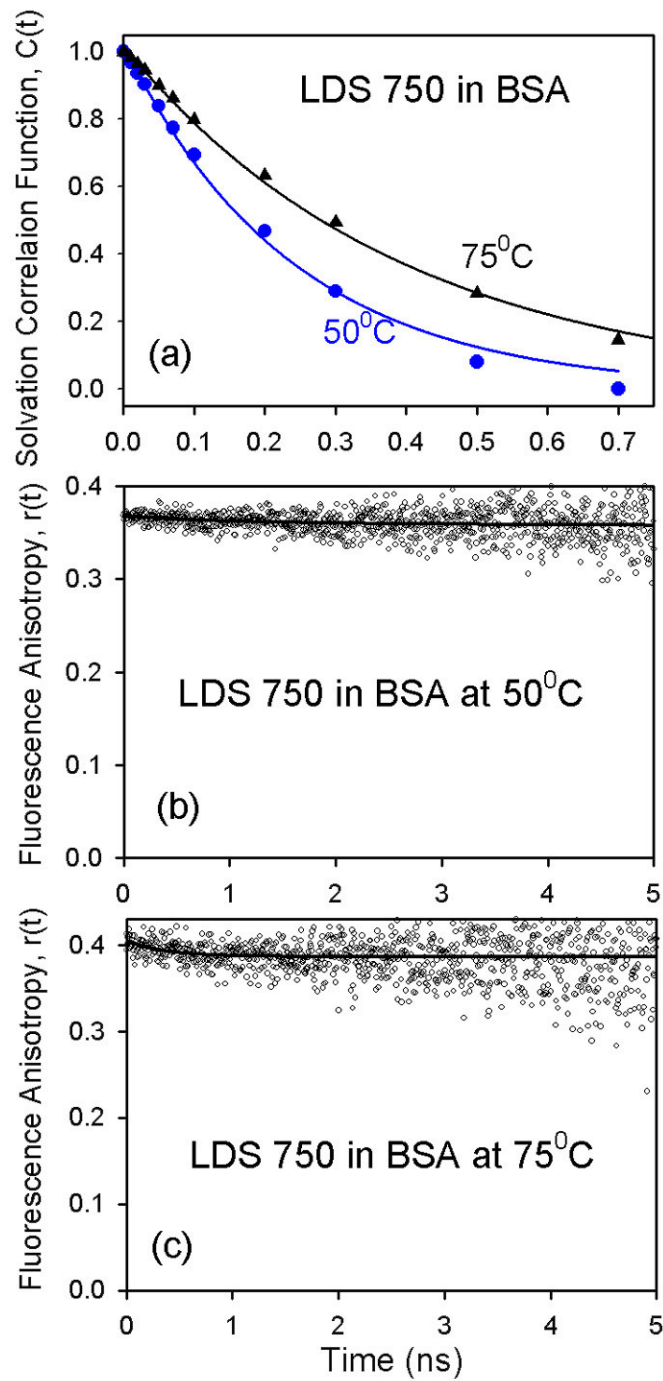 Solvation Correlaion Function, C(t)
1.0
0.8
0.6
0.4
0.2
0.0
LDS 750 in BSA
75⁰C
50⁰C
(a)
0.0 0.1 0.2 0.3 0.4 0.5 0.6 0.7
Fluorescence Anisotropy, r(t)
0.4
0.3
0.2
0.1
0.0
LDS 750 in BSA at 50⁰C
(b)
0 1 2 3 4 5
Fluorescence Anisotropy, r(t)
0.4
0.3
0.2
0.1
0.0
LDS 750 in BSA at 75⁰C
(c)
0 1 2 3 4 5
Time (ns)